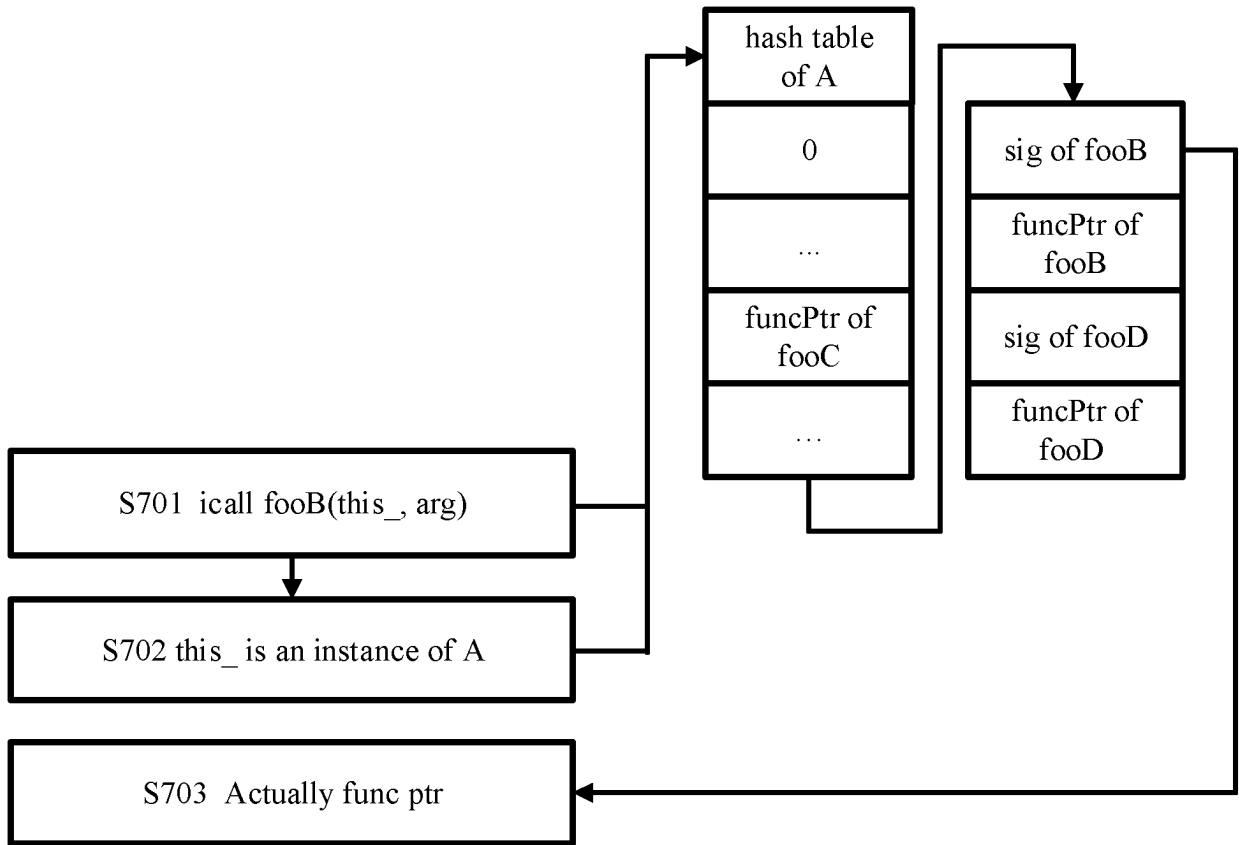 hash table
of A
0
...
funcPtr of
fooC
...
sig of fooB
funcPtr of
fooB
sig of fooD
funcPtr of
fooD
S701 icall fooB(this_, arg)
S702 this_ is an instance of A
S703 Actually func ptr